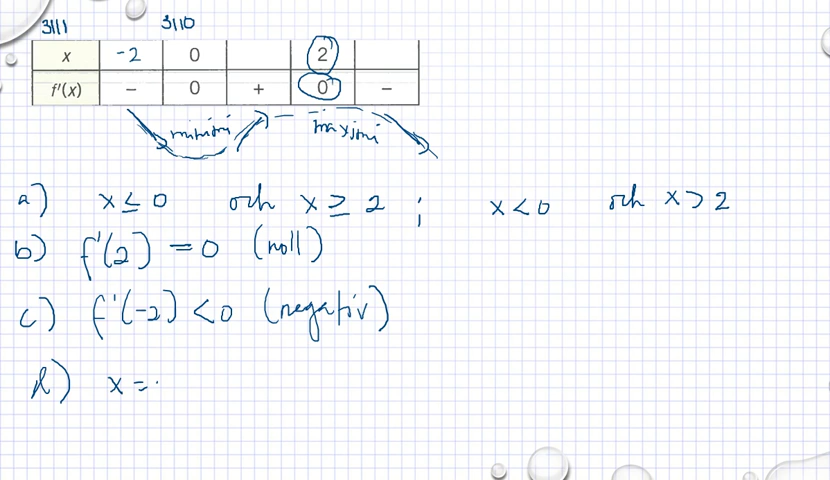 3111 3110
x -2 0 2
f'(x) - 0 + 0 -
minimi maximi
a) x ≤ 0 och x ≥ 2 ; x < 0 och x > 2
b) f'(2) = 0 (noll)
c) f'(-2) < 0 (negativ)
d) x =